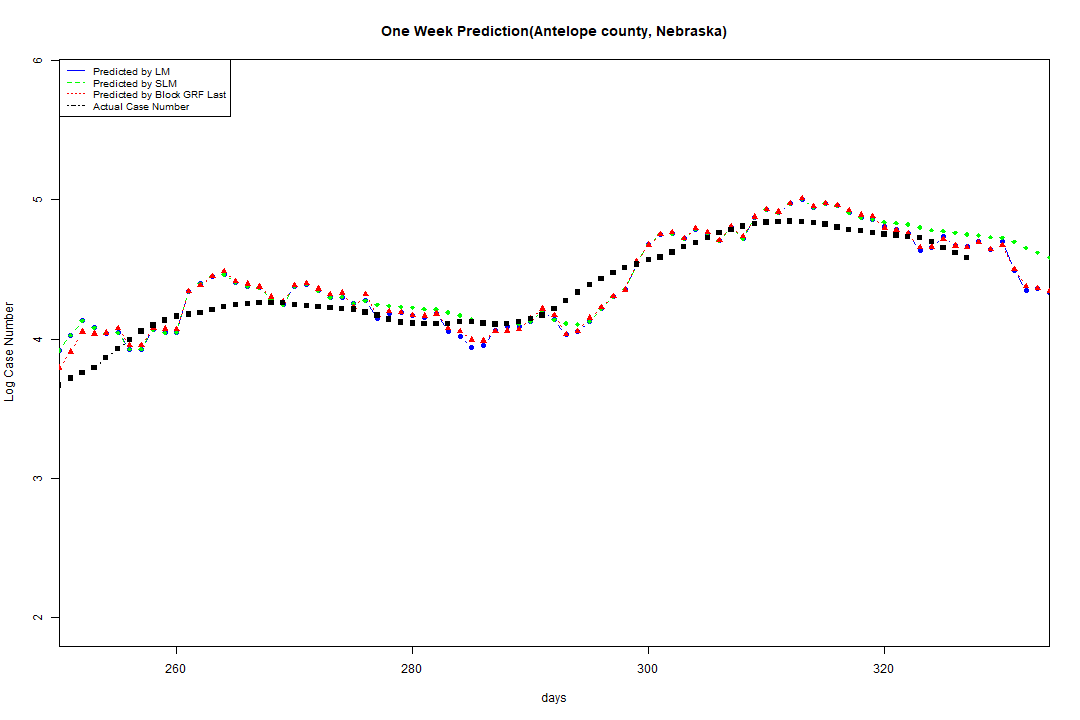 One Week Prediction(Antelope county, Nebraska)
Predicted by LM
Predicted by SLM
Predicted by Block GRF Last
Actual Case Number
6
5
4
3
2
Log Case Number
260
280
300
320
days